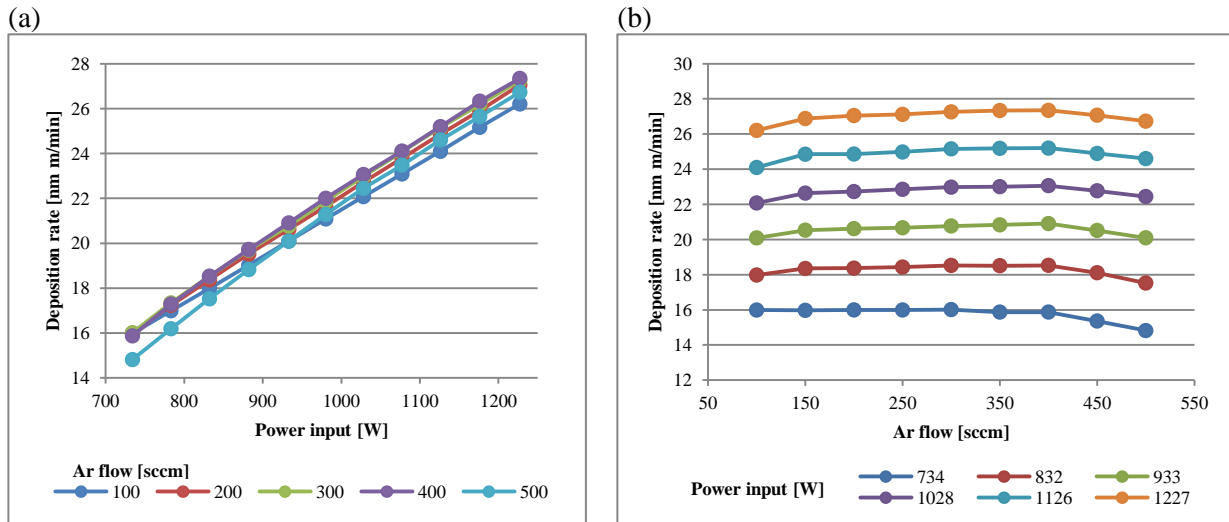 (a)
28
26
24
22
20
18
16
14
700 800 900 1000 1100 1200
Deposition rate [nm m/min]
Power input [W]
Ar flow [sccm]
100 200 300 400 500
(b)
30
28
26
24
22
20
18
16
14
12
50 150 250 350 450 550
Deposition rate [nm m/min]
Ar flow [sccm]
Power input [W]
734 832 933
1028 1126 1227